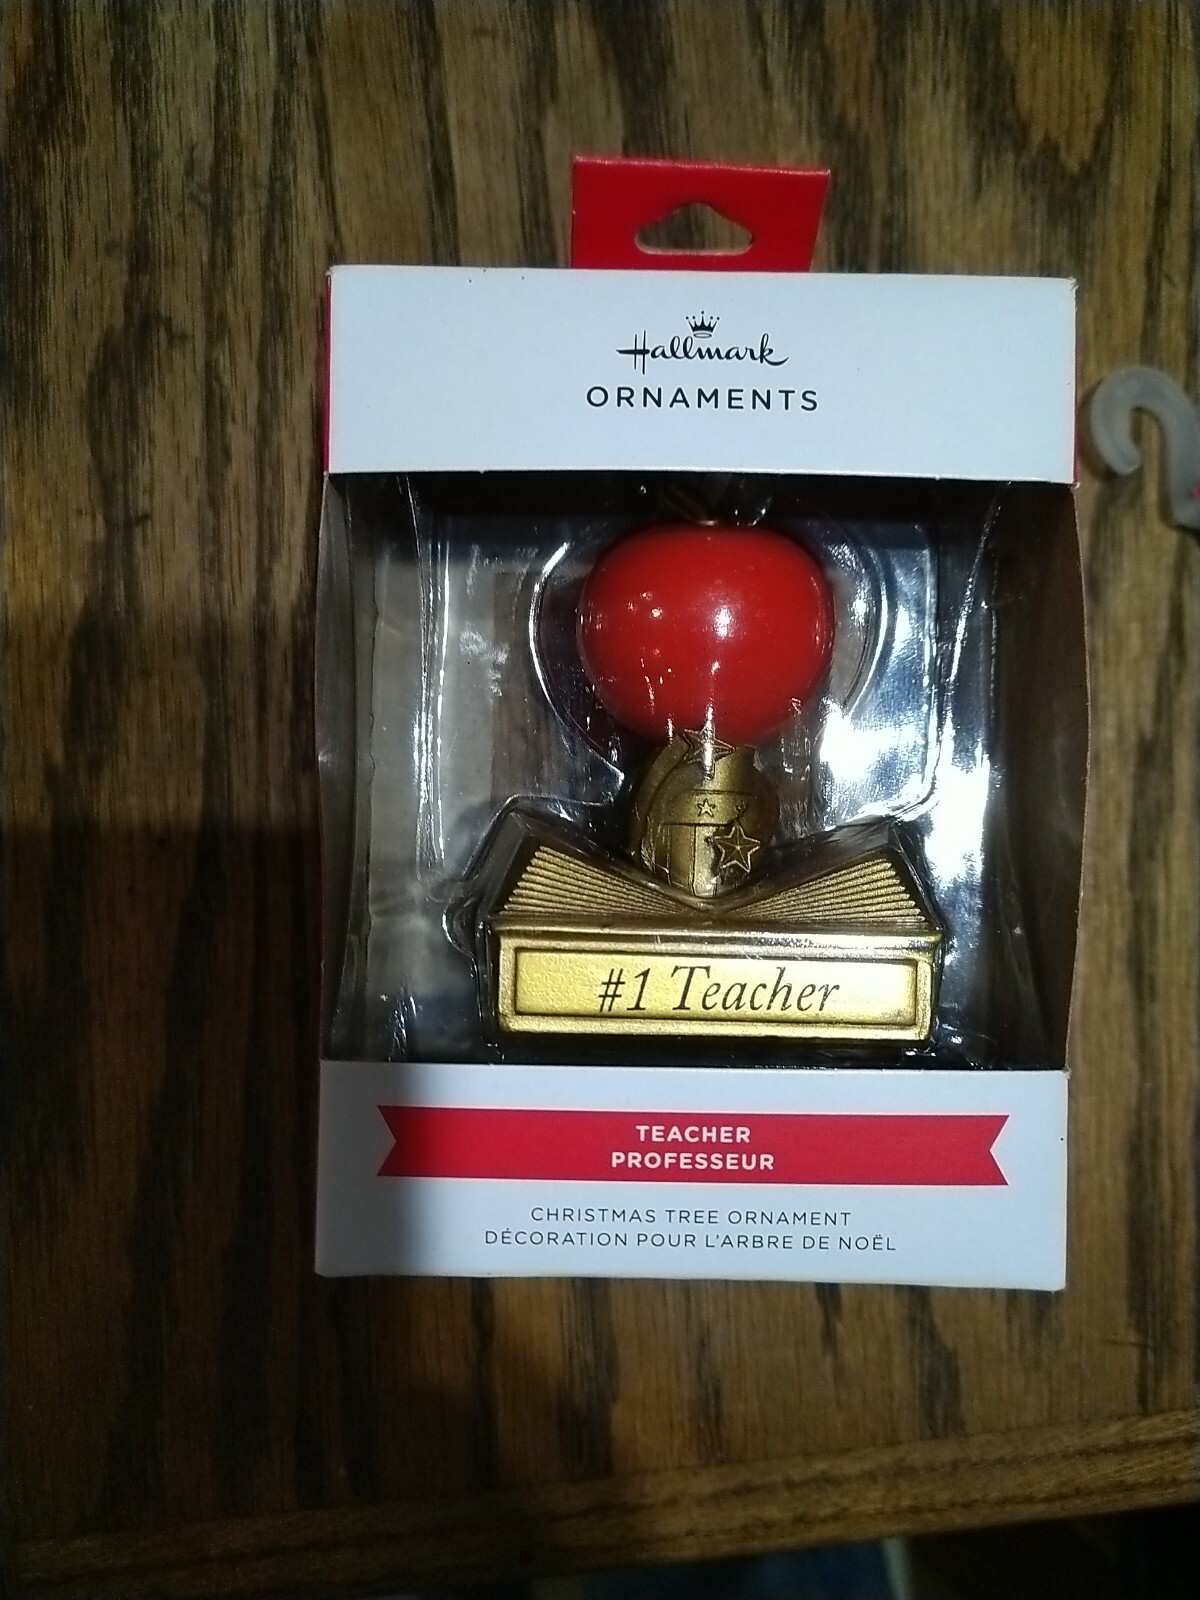 Hallmark
ORNAMENTS
#1 Teacher
TEACHER
PROFESSEUR
CHRISTMAS TREE ORNAMENT
DÉCORATION POUR L'ARBRE DE NOËL